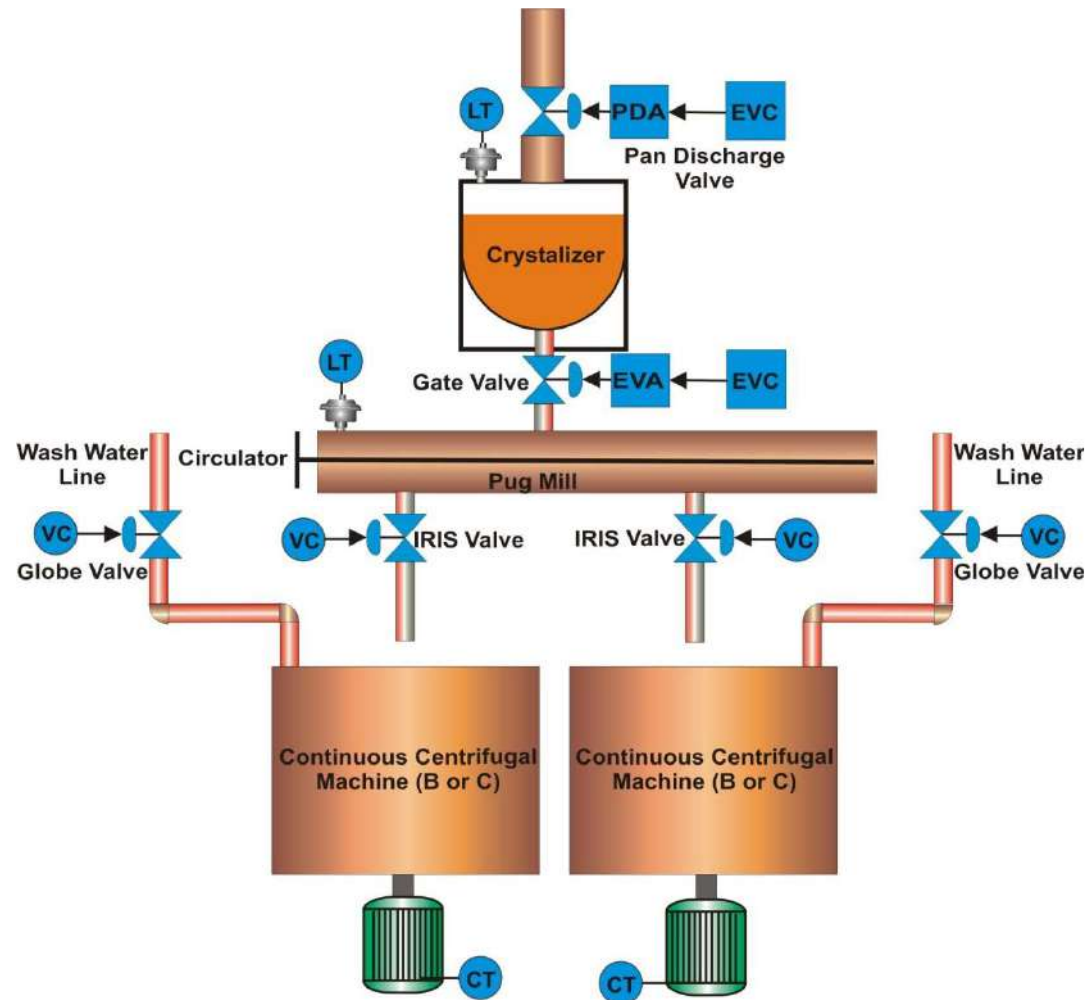 LT
PDA
EVC
Pan Discharge
Valve
Crystalizer
LT
Gate Valve
EVA
EVC
Wash Water
Line
Circulator
Pug Mill
Wash Water
Line
VC
Globe Valve
VC
IRIS Valve
IRIS Valve
VC
VC
Globe Valve
Continuous Centrifugal
Machine (B or C)
Continuous Centrifugal
Machine (B or C)
CT
CT